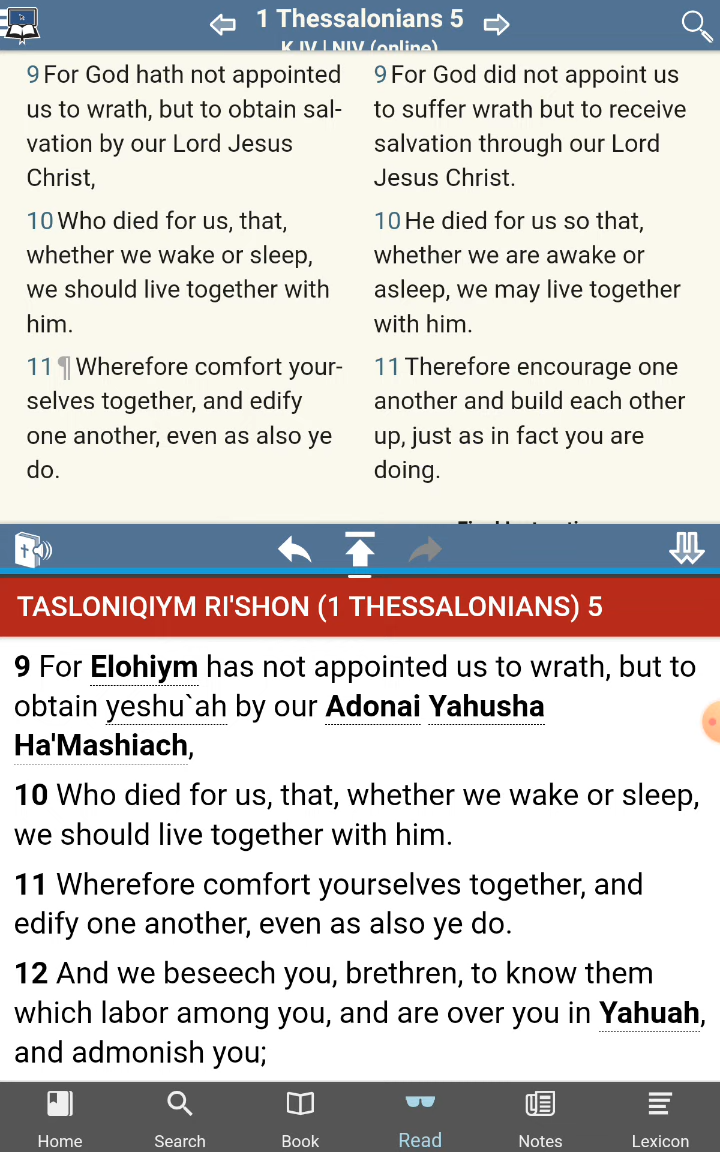 1 Thessalonians 5
KJV | NIV (online)
9 For God hath not appointed
us to wrath, but to obtain sal-
vation by our Lord Jesus
Christ,
10 Who died for us, that,
whether we wake or sleep,
we should live together with
him.
11 ¶ Wherefore comfort your-
selves together, and edify
one another, even as also ye
do.
9 For God did not appoint us
to suffer wrath but to receive
salvation through our Lord
Jesus Christ.
10 He died for us so that,
whether we are awake or
asleep, we may live together
with him.
11 Therefore encourage one
another and build each other
up, just as in fact you are
doing.
TASLONIQIYM RI'SHON (1 THESSALONIANS) 5
9 For Elohiym has not appointed us to wrath, but to
obtain yeshu`ah by our Adonai Yahusha
Ha'Mashiach,
10 Who died for us, that, whether we wake or sleep,
we should live together with him.
11 Wherefore comfort yourselves together, and
edify one another, even as also ye do.
12 And we beseech you, brethren, to know them
which labor among you, and are over you in Yahuah,
and admonish you;
Home
Search
Book
Read
Notes
Lexicon